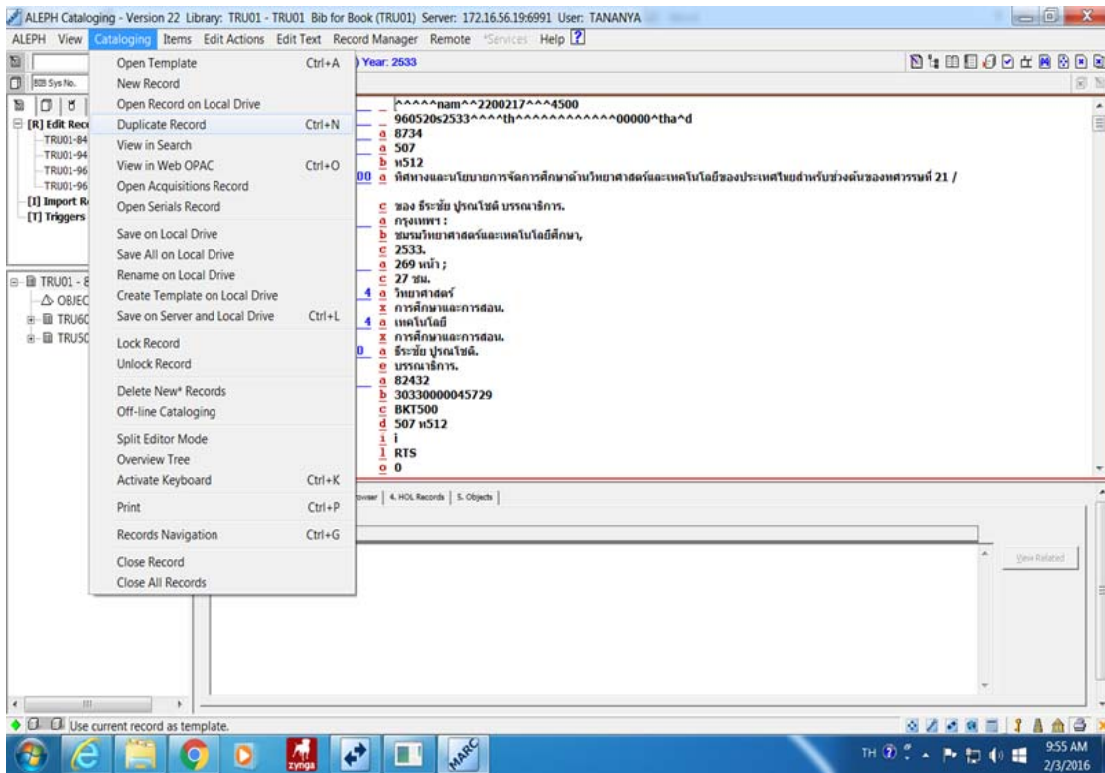 ALEPH Cataloging - Version 22 Library: TRU01 - TRU01 Bib for Book (TRU01) Server: 172.16.56.19:6991 User: TANANYA
ALEPH View Cataloging Items Edit Actions Edit Text Record Manager Remote *Services Help ?
) Year: 2533
BIB Sys No.
[R] Edit Reco
TRU01-84
TRU01-94
TRU01-96
TRU01-96
[I] Import R
[T] Triggers
TRU01 - 8
OBJEC
TRU60
TRU50
Open Template Ctrl+A
New Record
Open Record on Local Drive
Duplicate Record Ctrl+N
View in Search
View in Web OPAC Ctrl+O
Open Acquisitions Record
Open Serials Record
Save on Local Drive
Save All on Local Drive
Rename on Local Drive
Create Template on Local Drive
Save on Server and Local Drive Ctrl+L
Lock Record
Unlock Record
Delete New* Records
Off-line Cataloging
Split Editor Mode
Overview Tree
Activate Keyboard Ctrl+K
Print Ctrl+P
Records Navigation Ctrl+G
Close Record
Close All Records
^^^^^nam^^2200217^^^4500
960520s2533^^^^th^^^^^^^^^^^^00000^tha^d
a 8734
a 507
b ท512
00 a ทิศทางและนโยบายการจัดการศึกษาด้านวิทยาศาสตร์และเทคโนโลยีของประเทศไทยสำหรับช่วงต้นของทศวรรษที่ 21 /
c ของ ธีระชัย ปูรณโชติ บรรณาธิการ.
a กรุงเทพฯ :
b ชมรมวิทยาศาสตร์และเทคโนโลยีศึกษา,
c 2533.
a 269 หน้า ;
c 27 ซม.
4 a วิทยาศาสตร์
x การศึกษาและการสอน.
4 a เทคโนโลยี
x การศึกษาและการสอน.
0 a ธีระชัย ปูรณโชติ.
e บรรณาธิการ.
a 82432
b 30330000045729
c BKT500
d 507 ท512
i i
l RTS
o 0
owser 4. HOL Records 5. Objects
View Related
Use current record as template.
zynga
MARC
TH
9:55 AM
2/3/2016